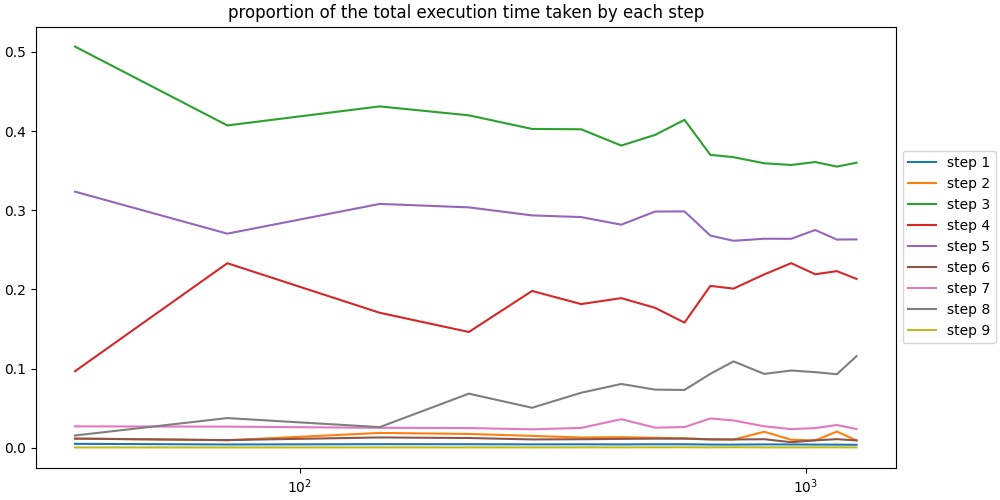 proportion of the total execution time taken by each step
0.5
0.4
0.3
0.2
0.1
0.0
10²
10³
step 1
step 2
step 3
step 4
step 5
step 6
step 7
step 8
step 9